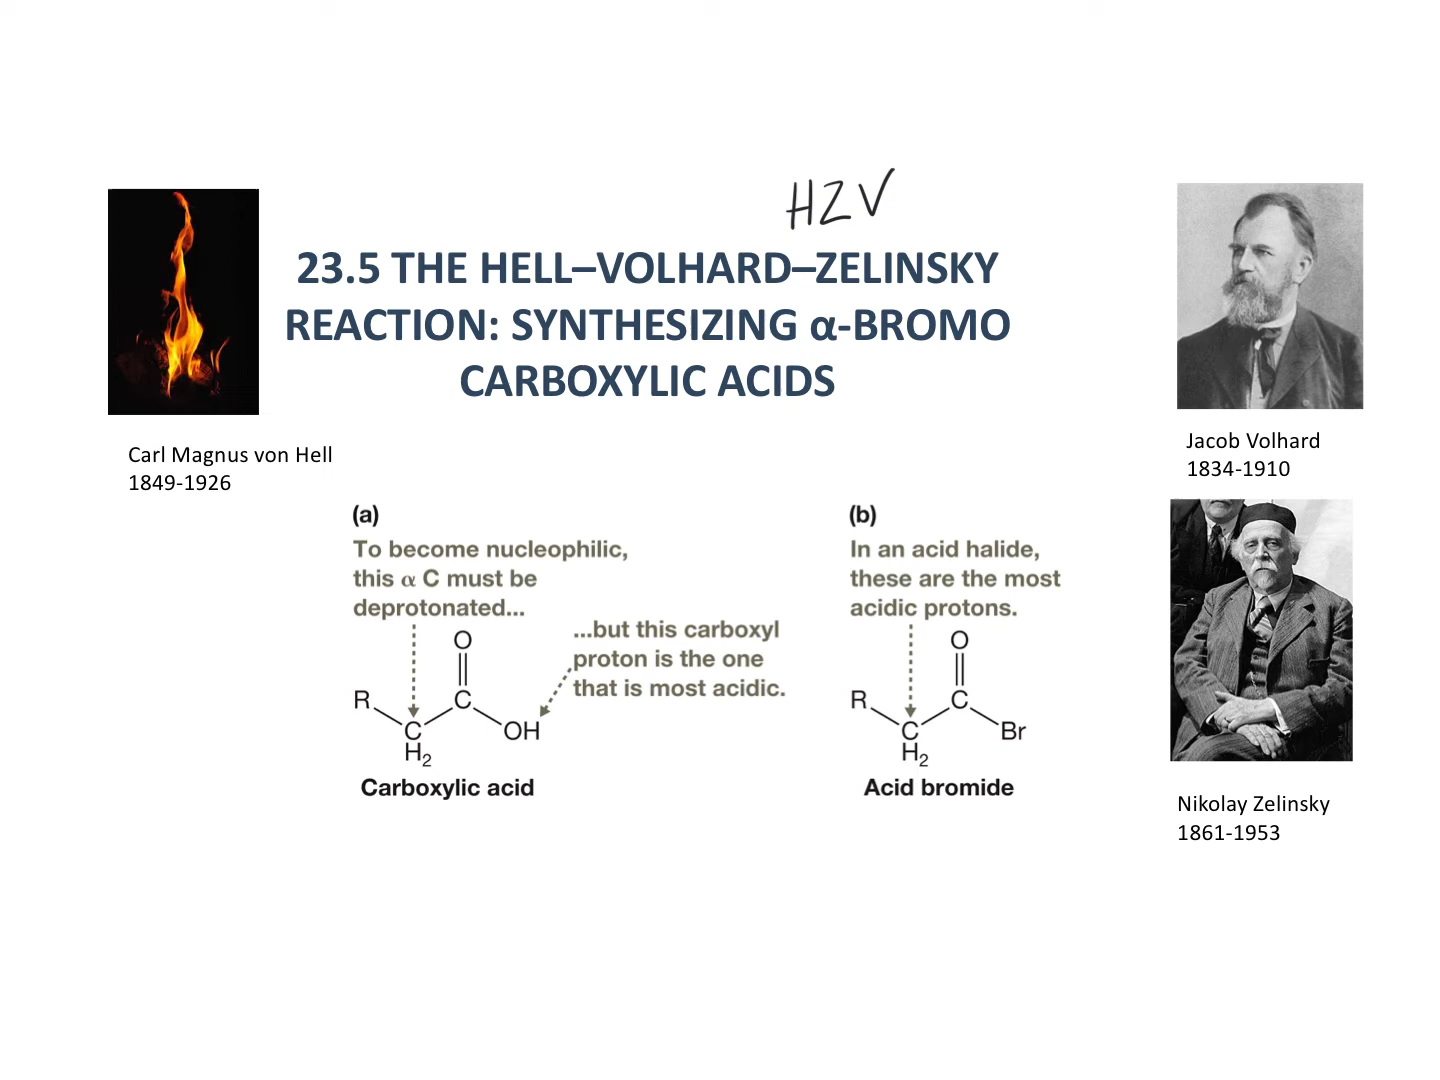 HZV
23.5 THE HELL–VOLHARD–ZELINSKY
REACTION: SYNTHESIZING α-BROMO
CARBOXYLIC ACIDS
Carl Magnus von Hell
1849-1926
Jacob Volhard
1834-1910
(a)
To become nucleophilic,
this α C must be
deprotonated...
...but this carboxyl
proton is the one
that is most acidic.
O
R
C
C
OH
H2
Carboxylic acid
(b)
In an acid halide,
these are the most
acidic protons.
O
R
C
C
Br
H2
Acid bromide
Nikolay Zelinsky
1861-1953